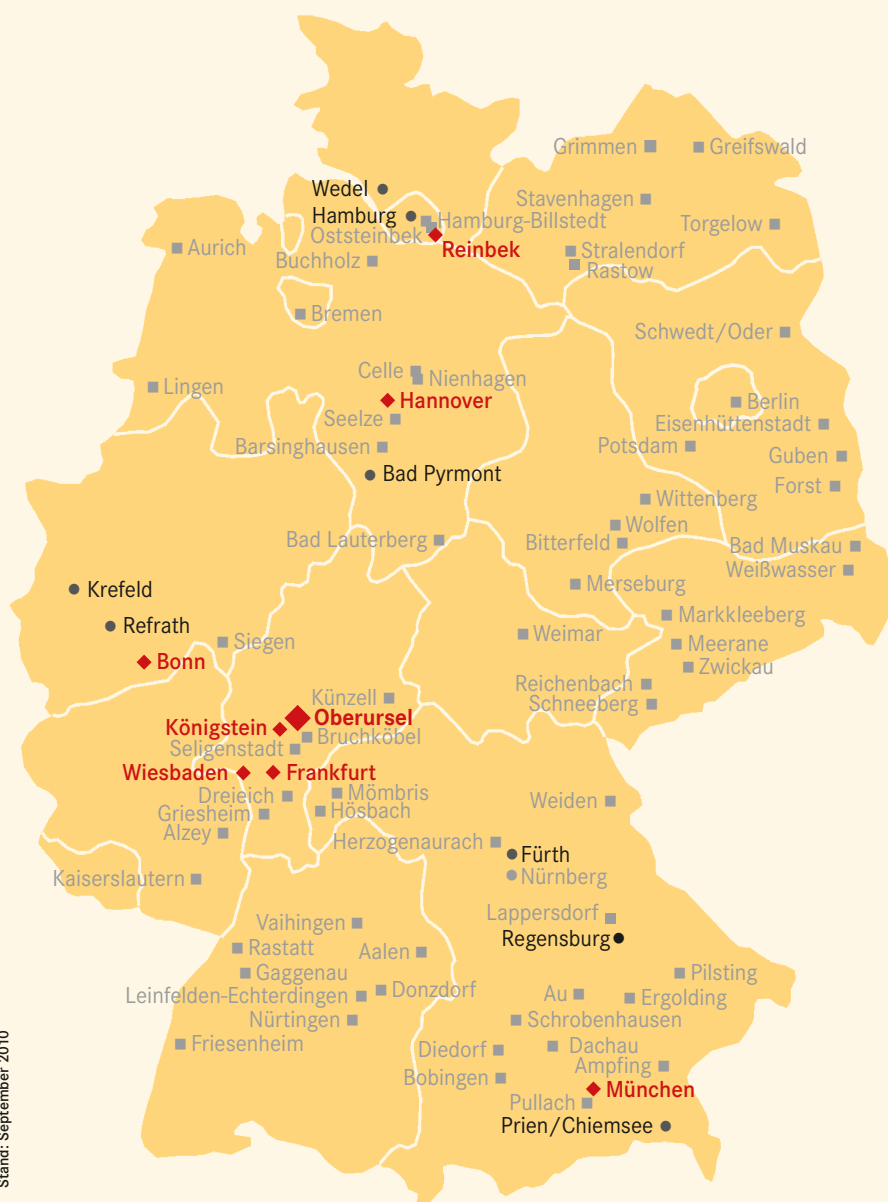 Grimmen
Greifswald
Wedel
Stavenhagen
Hamburg
Hamburg-Billstedt
Torgelow
Oststeinbek
Aurich
Reinbek
Stralendorf
Buchholz
Rastow
Bremen
Schwedt/Oder
Celle
Nienhagen
Lingen
Hannover
Berlin
Seelze
Eisenhüttenstadt
Barsinghausen
Potsdam
Guben
Bad Pyrmont
Forst
Wittenberg
Wolfen
Bad Lauterberg
Bitterfeld
Bad Muskau
Weißwasser
Krefeld
Merseburg
Refrath
Markkleeberg
Siegen
Weimar
Meerane
Bonn
Zwickau
Reichenbach
Künzell
Schneeberg
Oberursel
Königstein
Bruchköbel
Seligenstadt
Wiesbaden
Frankfurt
Dreieich
Mömbris
Weiden
Griesheim
Hösbach
Alzey
Herzogenaurach
Fürth
Kaiserslautern
Nürnberg
Lappersdorf
Vaihingen
Regensburg
Rastatt
Aalen
Gaggenau
Pilsting
Leinfelden-Echterdingen
Donzdorf
Au
Ergolding
Nürtingen
Schrobenhausen
Friesenheim
Diedorf
Dachau
Ampfing
Bobingen
München
Pullach
Prien/Chiemsee
Stand: September 2010